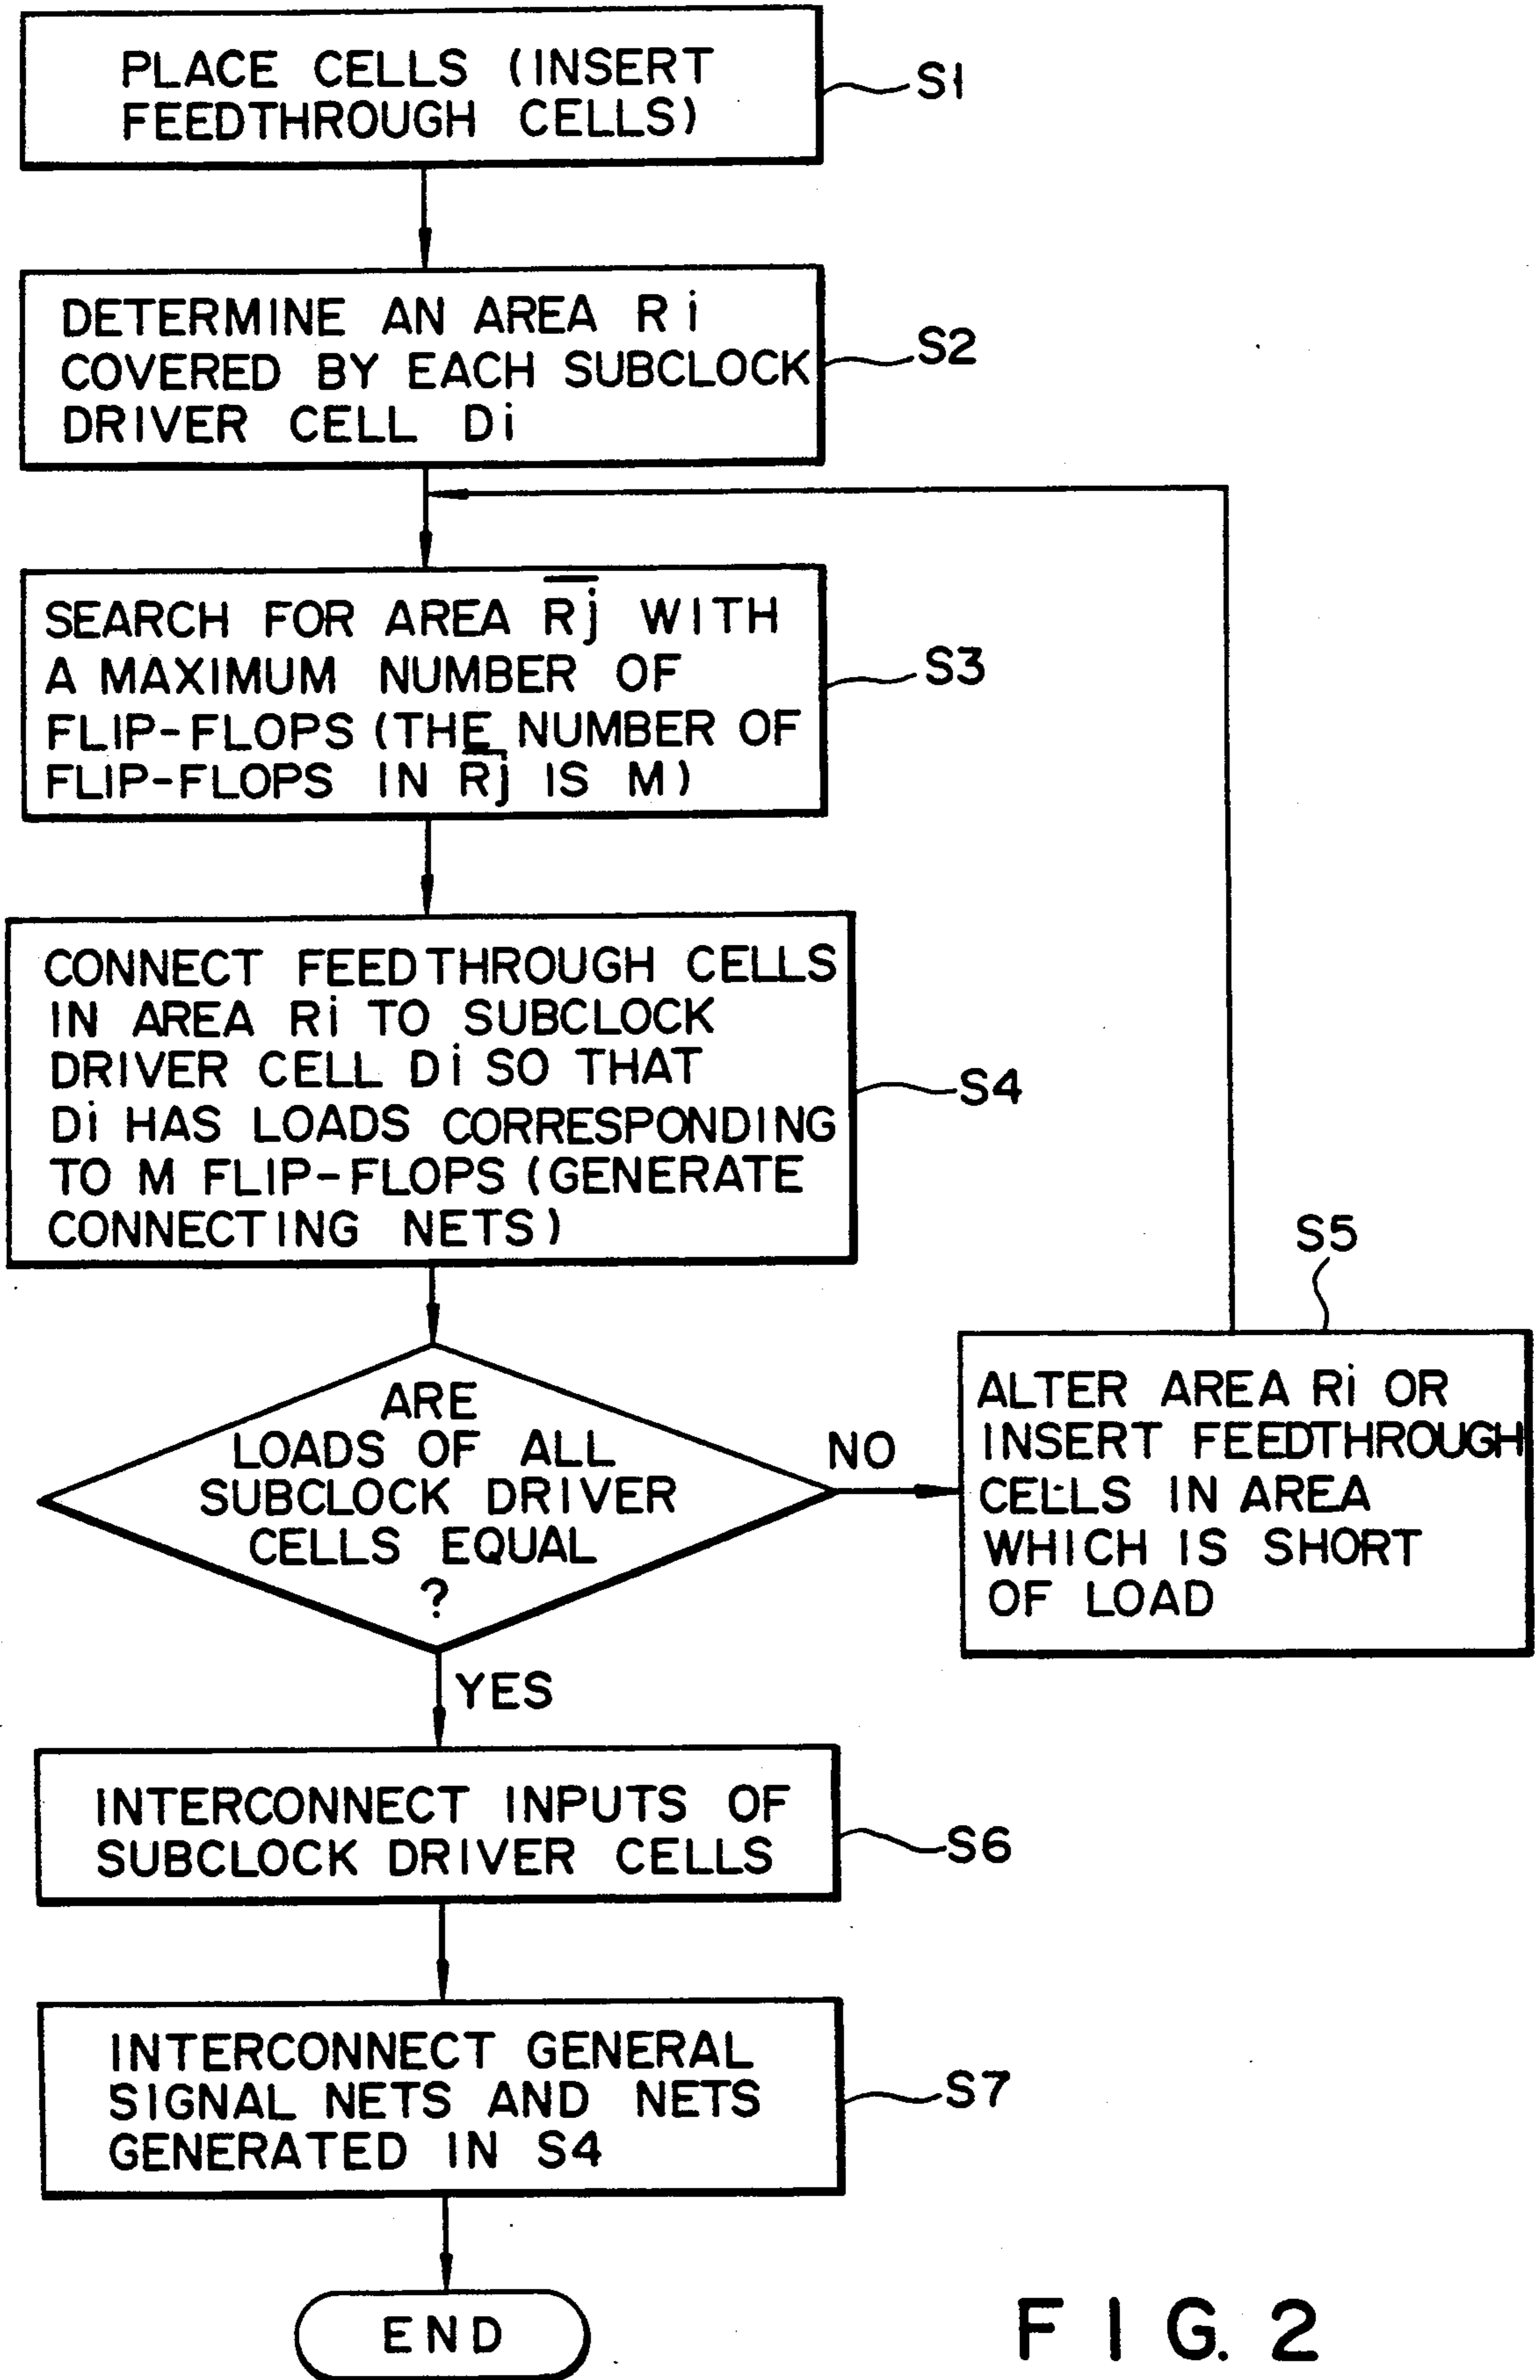 PLACE CELLS (INSERT
FEEDTHROUGH CELLS)
S1
DETERMINE AN AREA Ri
COVERED BY EACH SUBCLOCK
DRIVER CELL Di
S2
SEARCH FOR AREA R̅j̅ WITH
A MAXIMUM NUMBER OF
FLIP-FLOPS (THE NUMBER OF
FLIP-FLOPS IN R̅j̅ IS M)
S3
CONNECT FEEDTHROUGH CELLS
IN AREA Ri TO SUBCLOCK
DRIVER CELL Di SO THAT
Di HAS LOADS CORRESPONDING
TO M FLIP-FLOPS (GENERATE
CONNECTING NETS)
S4
ARE
LOADS OF ALL
SUBCLOCK DRIVER
CELLS EQUAL
?
NO
S5
ALTER AREA Ri OR
INSERT FEEDTHROUGH
CELLS IN AREA
WHICH IS SHORT
OF LOAD
YES
INTERCONNECT INPUTS OF
SUBCLOCK DRIVER CELLS
S6
INTERCONNECT GENERAL
SIGNAL NETS AND NETS
GENERATED IN S4
S7
END
FIG. 2